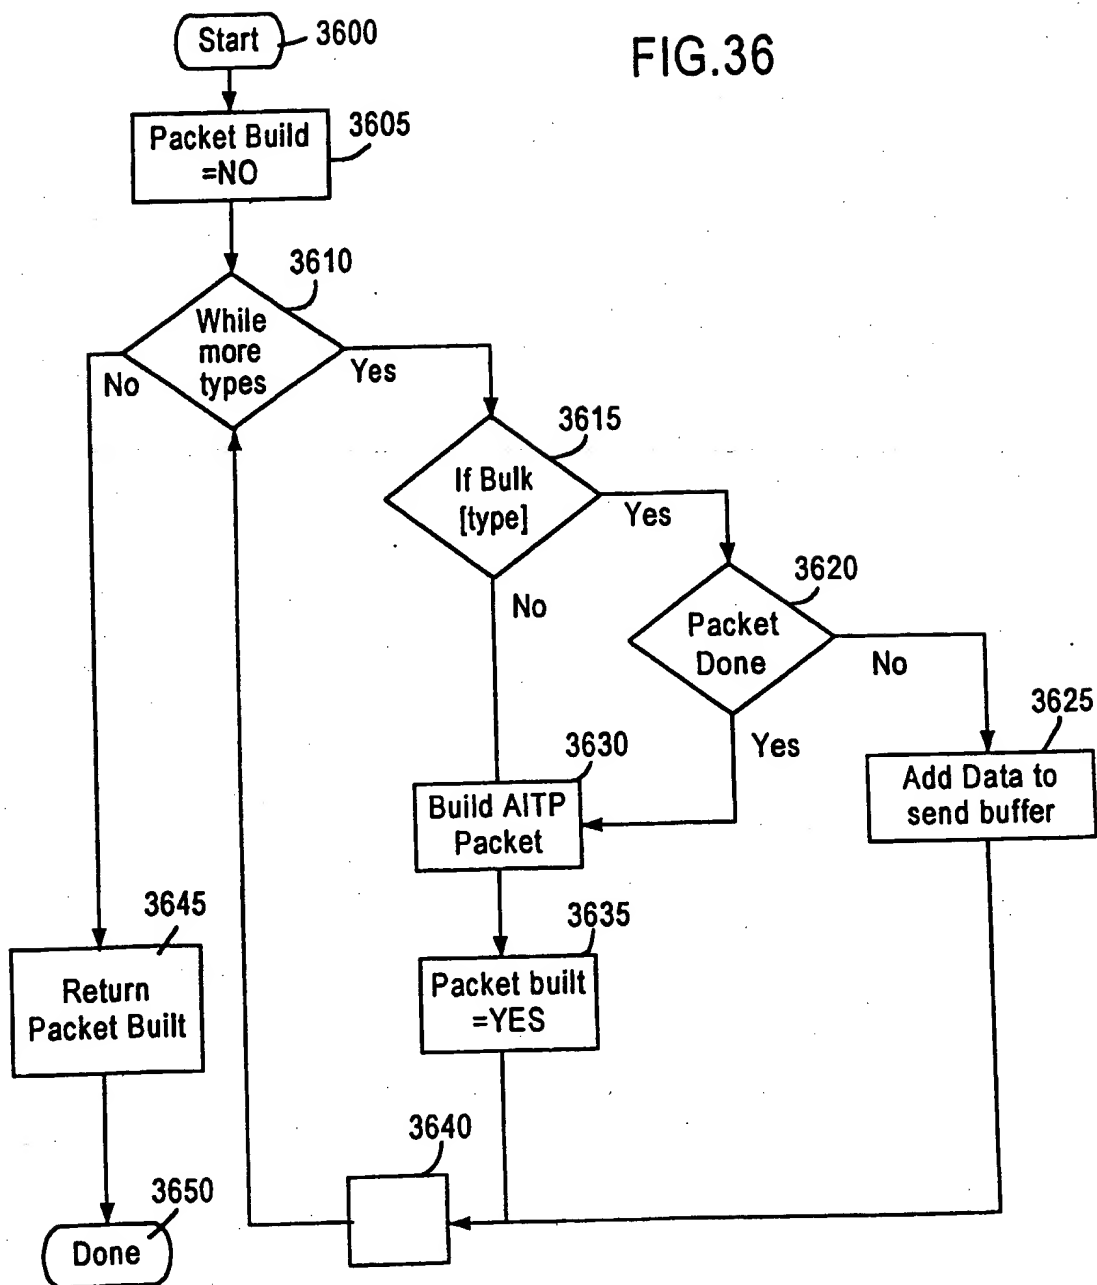 FIG.36
Start
3600
Packet Build
=NO
3605
3610
While
more
types
No
Yes
3615
If Bulk
[type]
Yes
No
3620
Packet
Done
No
Yes
3625
Add Data to
send buffer
3630
Build AITP
Packet
3635
Packet built
=YES
3640
3645
Return
Packet Built
3650
Done